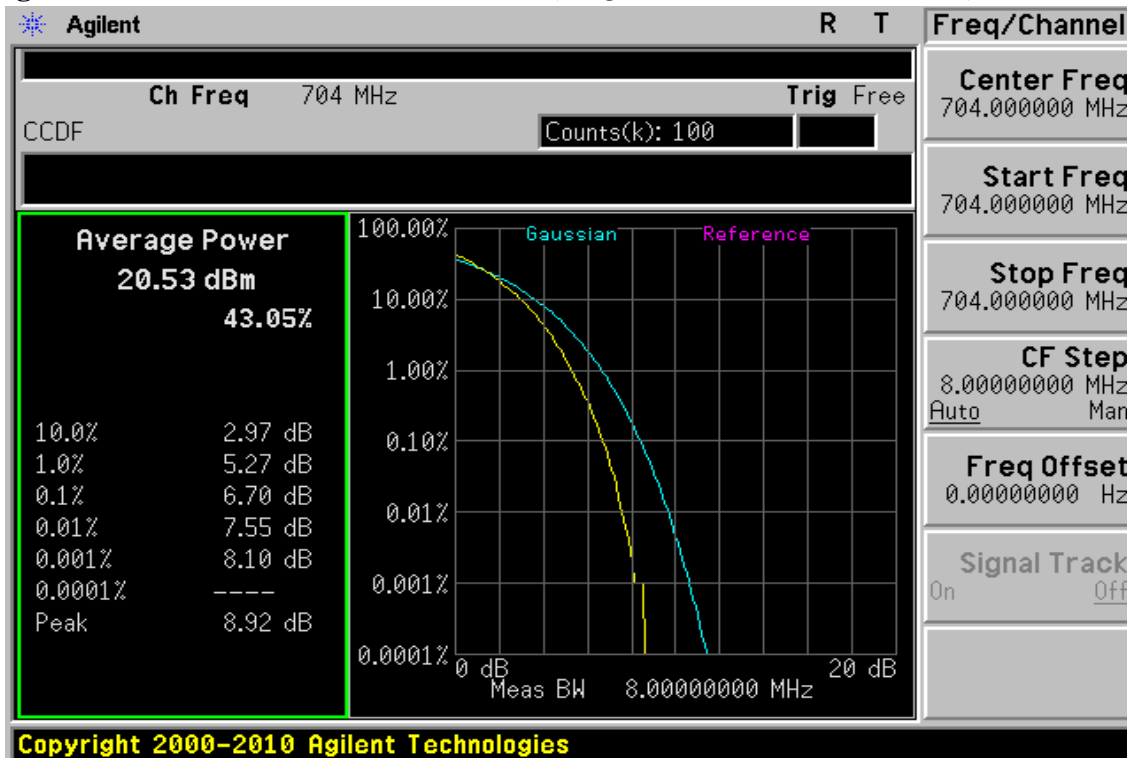 Agilent R T Freq/Channel
Ch Freq 704 MHz Trig Free
CCDF Counts(k): 100
Center Freq
704.000000 MHz
Start Freq
704.000000 MHz
Stop Freq
704.000000 MHz
CF Step
8.00000000 MHz
Auto Man
Freq Offset
0.00000000 Hz
Signal Track
On Off
Average Power
20.53 dBm
43.05%
10.0% 2.97 dB
1.0% 5.27 dB
0.1% 6.70 dB
0.01% 7.55 dB
0.001% 8.10 dB
0.0001% ----
Peak 8.92 dB
Gaussian Reference
100.00%
10.00%
1.00%
0.10%
0.01%
0.001%
0.0001%
0 dB 20 dB
Meas BW 8.00000000 MHz
Copyright 2000-2010 Agilent Technologies